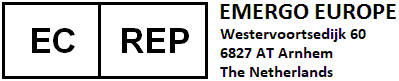 EC REP
EMERGO EUROPE
Westervoortsedijk 60
6827 AT Arnhem
The Netherlands